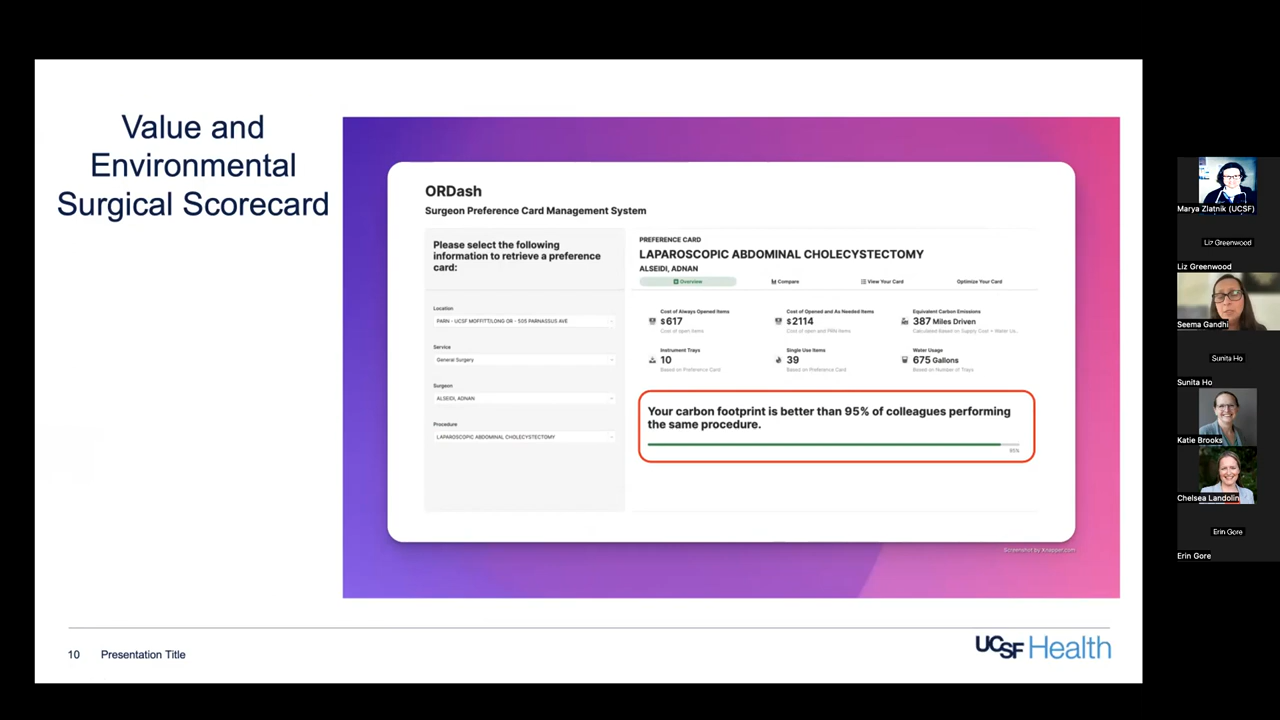 Value and
Environmental
Surgical Scorecard
ORDash
Surgeon Preference Card Management System
Please select the following
information to retrieve a preference
card:
Location
PARN - UCSF MOFFITT/LONG OR - 505 PARNASSUS AVE
Service
General Surgery
Surgeon
ALSEIDI, ADNAN
Procedure
LAPAROSCOPIC ABDOMINAL CHOLECYSTECTOMY
PREFERENCE CARD
LAPAROSCOPIC ABDOMINAL CHOLECYSTECTOMY
ALSEIDI, ADNAN
Overview
Compare
View Your Card
Optimize Your Card
Cost of Always Opened Items
$617
Cost of open items
Cost of Opened and As Needed Items
$2114
Cost of open and PRN items
Equivalent Carbon Emissions
387 Miles Driven
Calculated Based on Supply Cost + Water Us...
Instrument Trays
10
Based on Preference Card
Single Use Items
39
Based on Preference Card
Water Usage
675 Gallons
Based on Number of Trays
Your carbon footprint is better than 95% of colleagues performing
the same procedure.
95%
Screenshot by Xnapper.com
10 Presentation Title
UCSF Health
Marya Zlatnik (UCSF)
Liz Greenwood
Liz Greenwood
Seema Gandhi
Sunita Ho
Sunita Ho
Katie Brooks
Chelsea Landolin
Erin Gore
Erin Gore